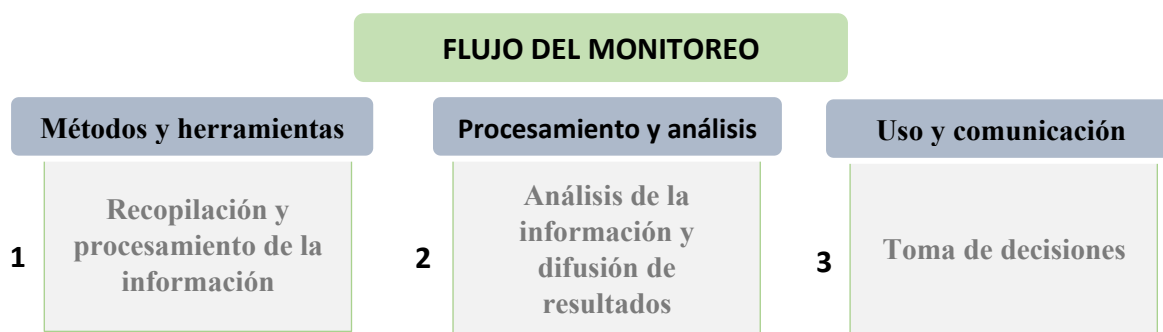 FLUJO DEL MONITOREO
Métodos y herramientas
Procesamiento y análisis
Uso y comunicación
1
Recopilación y
procesamiento de la
información
2
Análisis de la
información y
difusión de
resultados
3
Toma de decisiones